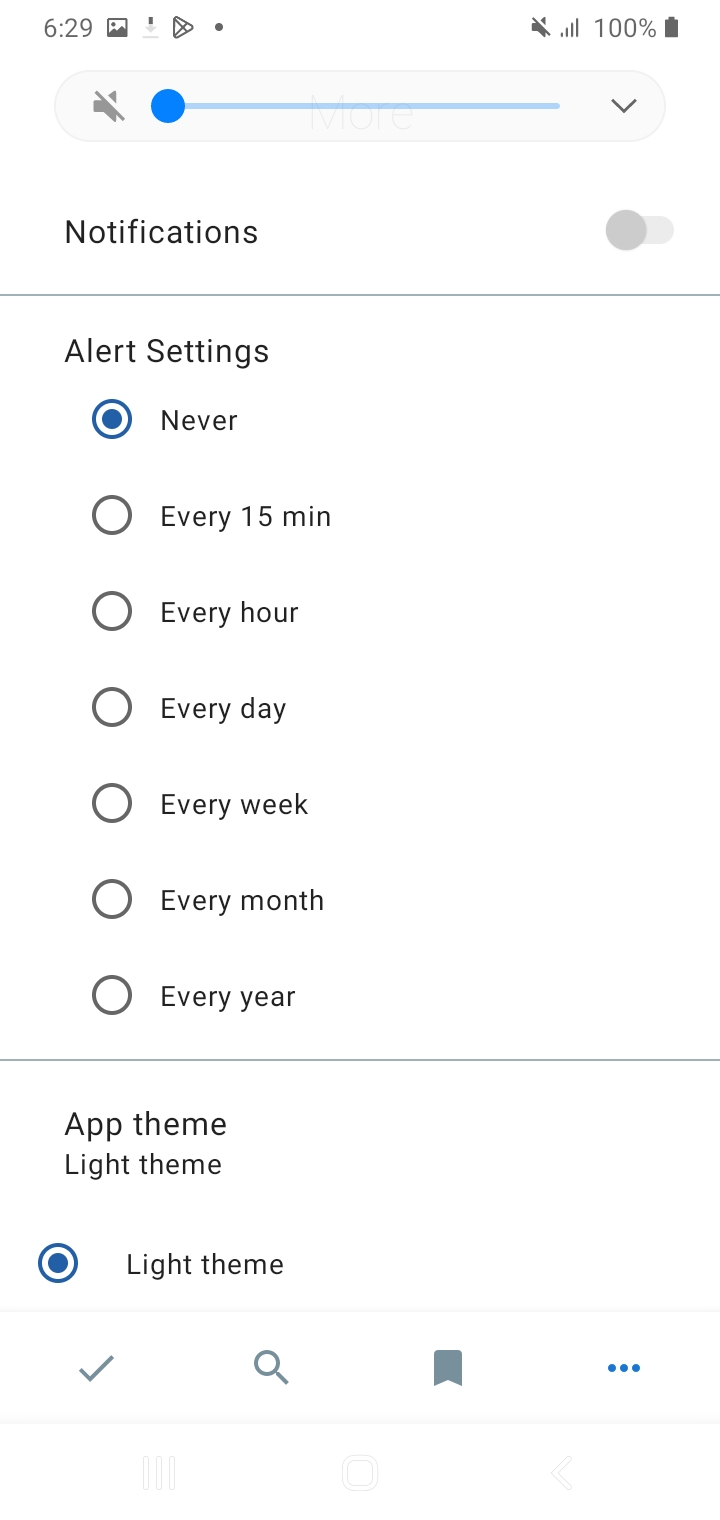 6:29
100%
More
Notifications
Alert Settings
Never
Every 15 min
Every hour
Every day
Every week
Every month
Every year
App theme
Light theme
Light theme